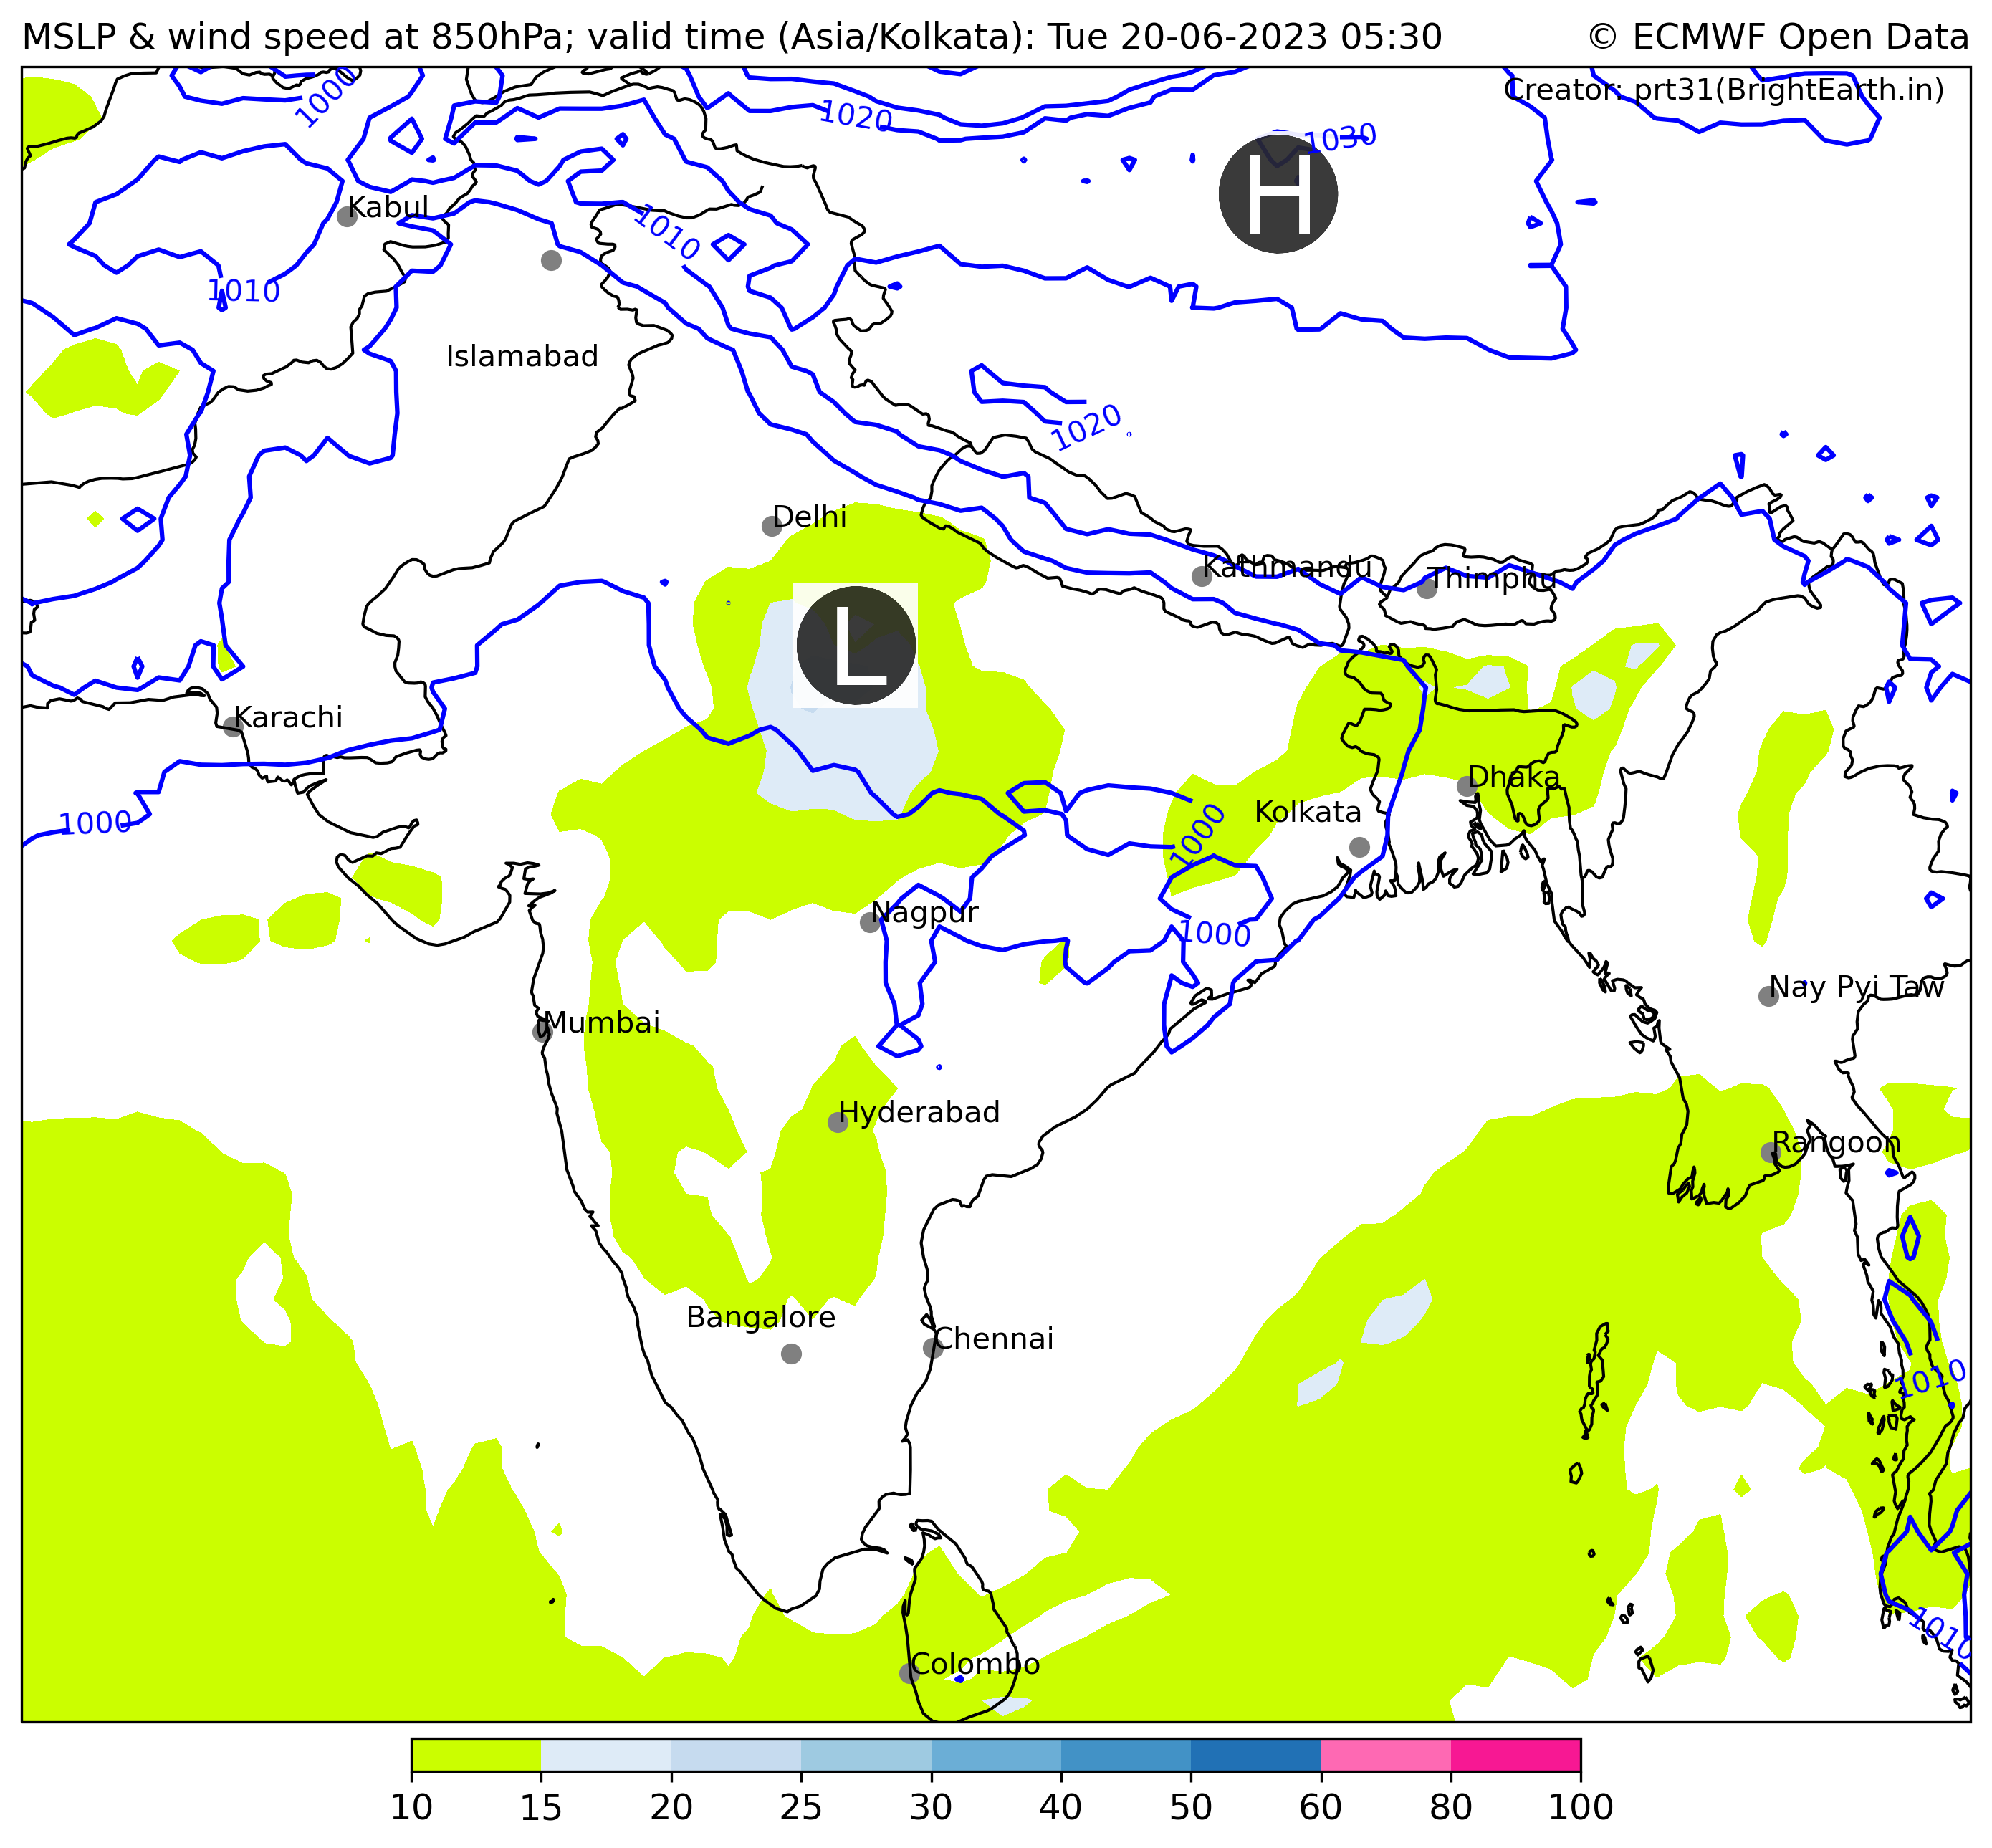 MSLP & wind speed at 850hPa; valid time (Asia/Kolkata): Tue 20-06-2023 05:30
© ECMWF Open Data
Creator: prt31(BrightEarth.in)
1000
1020
1030
H
Kabul
1010
1010
Islamabad
1020
Delhi
Kathmandu
Thimphu
L
Karachi
Dhaka
1000
Kolkata
1000
Nagpur
1000
Nay Pyi Taw
Mumbai
Hyderabad
Rangoon
Bangalore
Chennai
1010
1010
Colombo
10 15 20 25 30 40 50 60 80 100